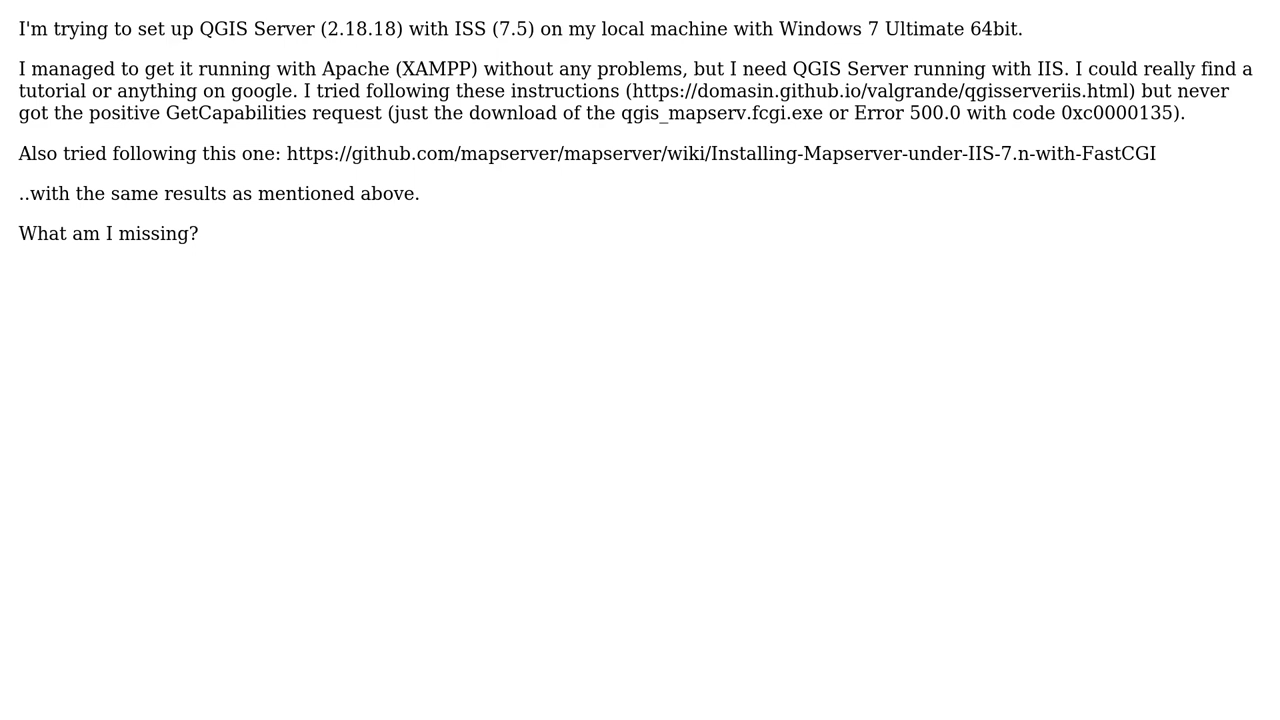 I'm trying to set up QGIS Server (2.18.18) with ISS (7.5) on my local machine with Windows 7 Ultimate 64bit.
I managed to get it running with Apache (XAMPP) without any problems, but I need QGIS Server running with IIS. I could really find a
tutorial or anything on google. I tried following these instructions (https://domasin.github.io/valgrande/qgisserveriis.html) but never
got the positive GetCapabilities request (just the download of the qgis_mapserv.fcgi.exe or Error 500.0 with code 0xc0000135).
Also tried following this one: https://github.com/mapserver/mapserver/wiki/Installing-Mapserver-under-IIS-7.n-with-FastCGI
..with the same results as mentioned above.
What am I missing?